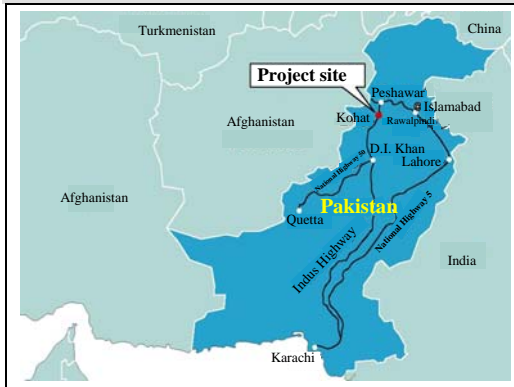 Turkmenistan
China
Project site
Peshawar
Islamabad
Kohat
Rawalpindi
Afghanistan
D.I. Khan
Lahore
National Highway 50
Afghanistan
Pakistan
Quetta
National Highway 5
Indus Highway
India
Karachi